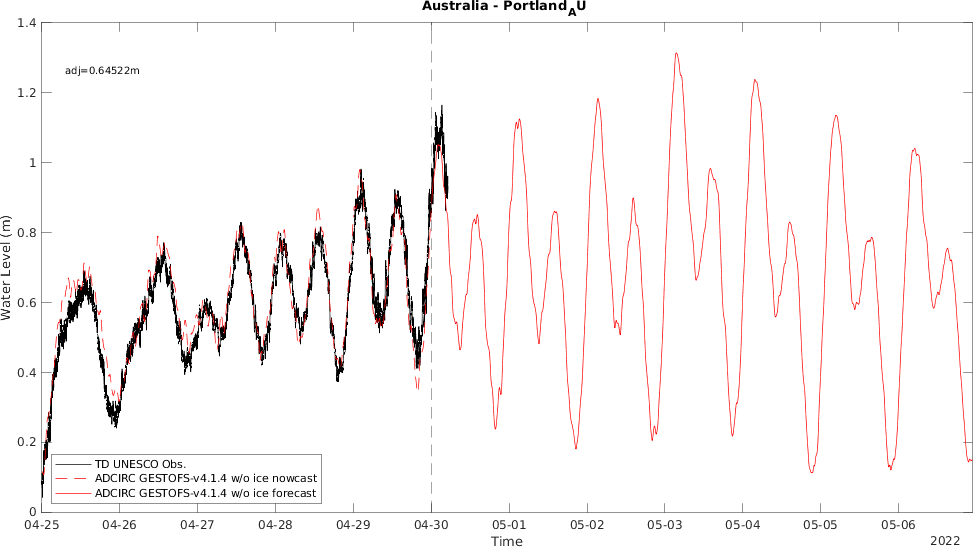 Australia - Portland_AU
1.4
adj=0.64522m
1.2
1
0.8
0.6
0.4
0.2
0
Water Level (m)
TD UNESCO Obs.
ADCIRC GESTOFS-v4.1.4 w/o ice nowcast
ADCIRC GESTOFS-v4.1.4 w/o ice forecast
04-25 04-26 04-27 04-28 04-29 04-30 05-01 05-02 05-03 05-04 05-05 05-06
Time
2022